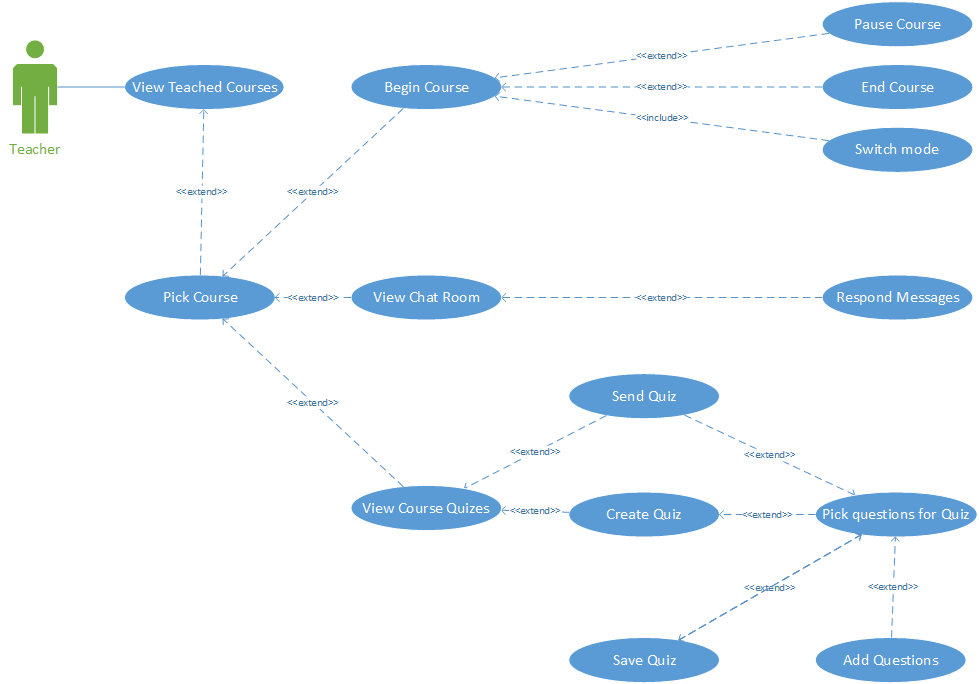 Pause Course
<<extend>>
View Teached Courses
Begin Course
<<extend>>
End Course
<<include>>
Switch mode
Teacher
<<extend>>
<<extend>>
Pick Course
<<extend>>
View Chat Room
<<extend>>
Respond Messages
Send Quiz
<<extend>>
<<extend>>
<<extend>>
View Course Quizes
<<extend>>
Create Quiz
<<extend>>
Pick questions for Quiz
<<extend>>
<<extend>>
Save Quiz
Add Questions